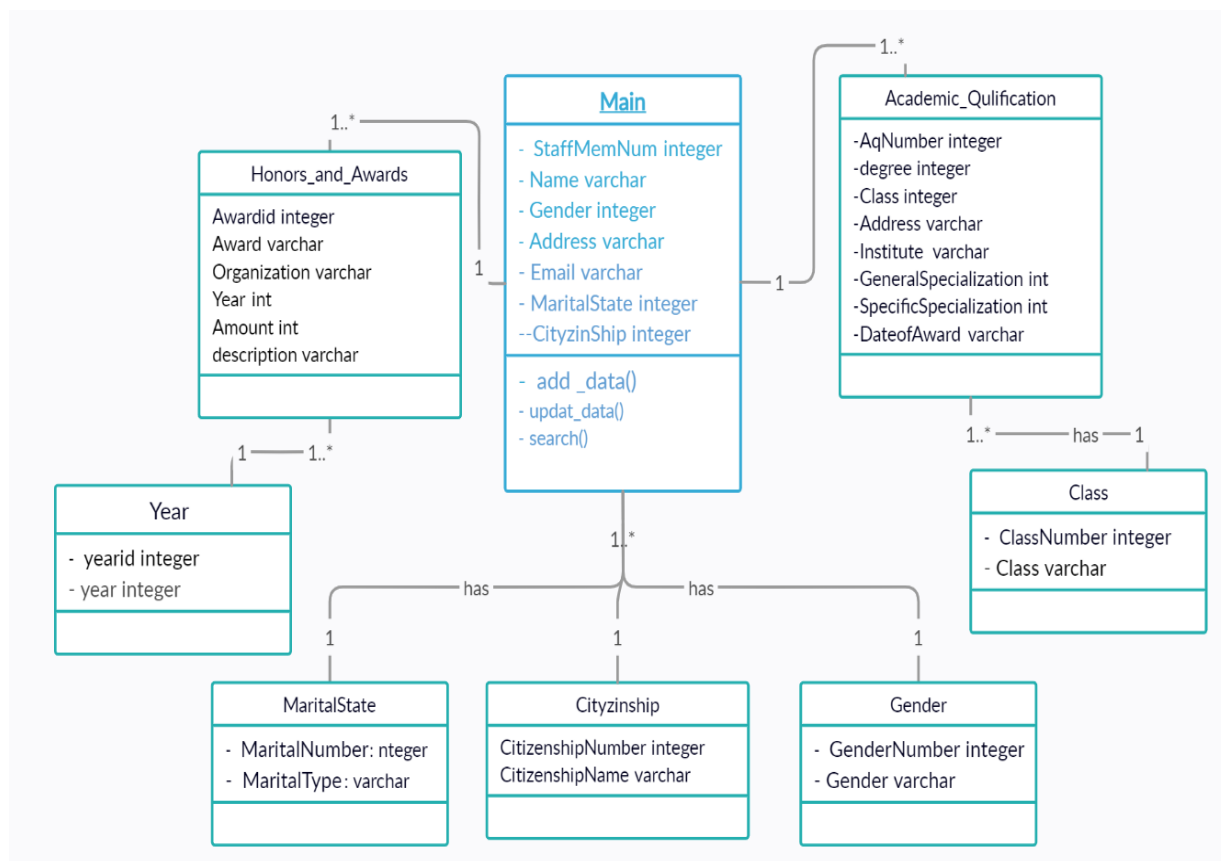 1..*
1
Main
- StaffMemNum integer
- Name varchar
- Gender integer
- Address varchar
- Email varchar
- MaritalState integer
--CityzinShip integer
- add _data()
- updat_data()
- search()
1
1..*
Academic_Qulification
-AqNumber integer
-degree integer
-Class integer
-Address varchar
-Institute varchar
-GeneralSpecialization int
-SpecificSpecialization int
-DateofAward varchar
Honors_and_Awards
Awardid integer
Award varchar
Organization varchar
Year int
Amount int
description varchar
1
1..*
Year
- yearid integer
- year integer
1..*
has
1
Class
- ClassNumber integer
- Class varchar
1..*
has
has
1
1
1
MaritalState
- MaritalNumber: nteger
- MaritalType : varchar
Cityzinship
CitizenshipNumber integer
CitizenshipName varchar
Gender
- GenderNumber integer
- Gender varchar